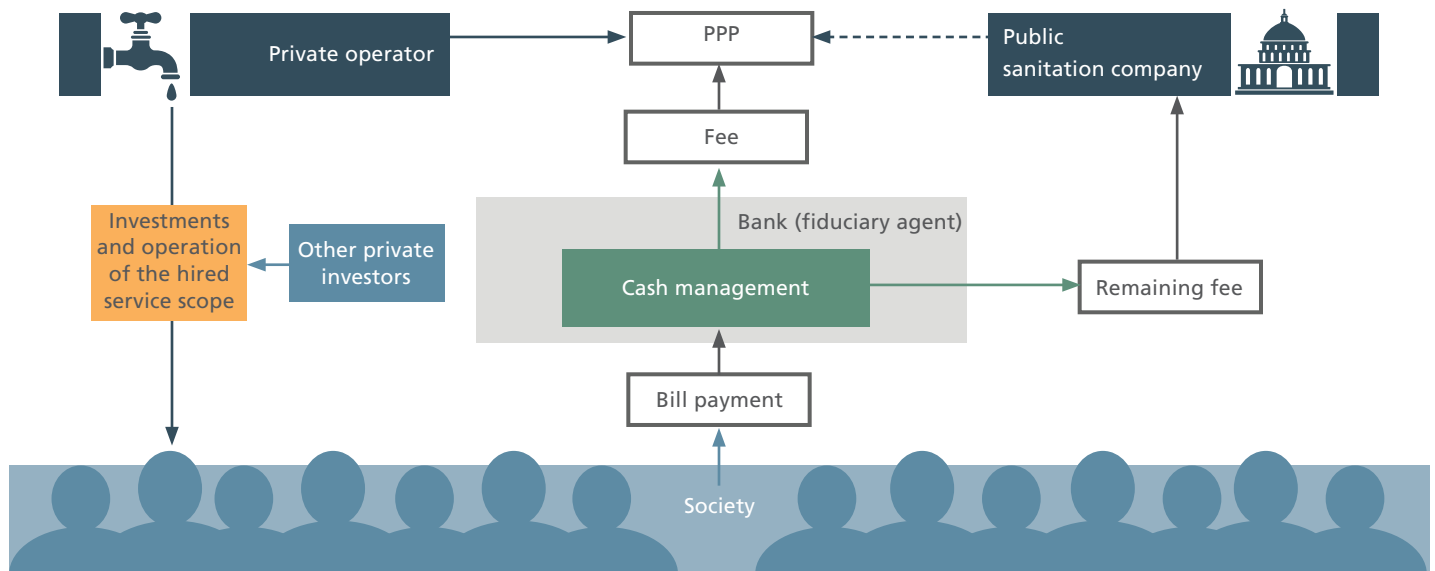 Private operator
PPP
Public
sanitation company
Fee
Investments
and operation
of the hired
service scope
Other private
investors
Bank (fiduciary agent)
Cash management
Remaining fee
Bill payment
Society